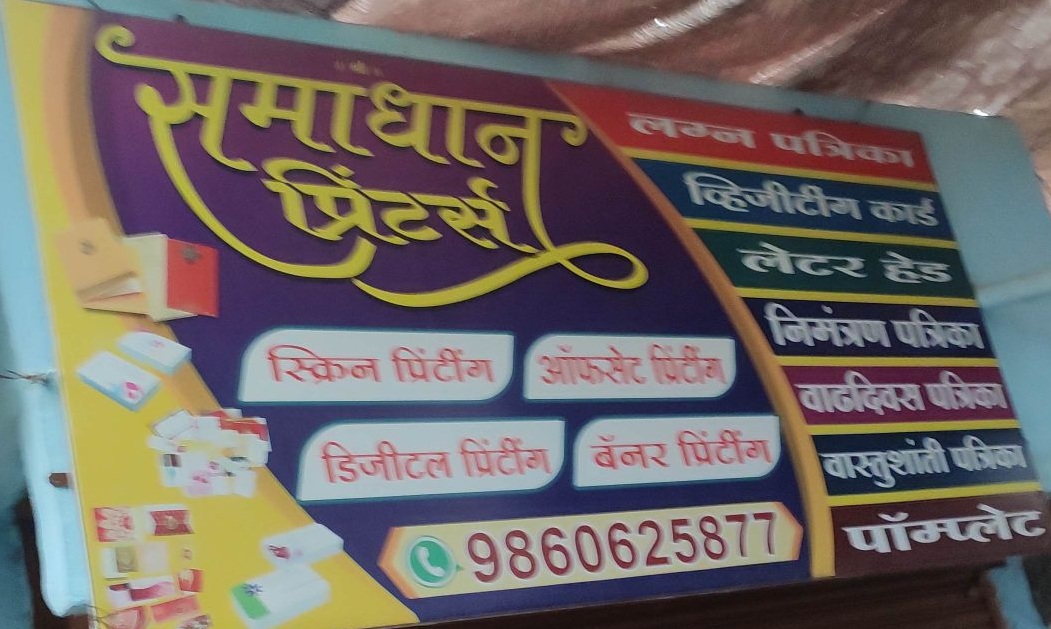 ॥ श्री ॥
समाधान
प्रिंटर्स
स्क्रिन प्रिंटींग
ऑफसेट प्रिंटींग
डिजीटल प्रिंटींग
बॅनर प्रिंटींग
9860625877
लग्न पत्रिका
व्हिजीटींग कार्ड
लेटर हेड
निमंत्रण पत्रिका
वाढदिवस पत्रिका
वास्तुशांती पत्रिका
पॉम्प्लेट